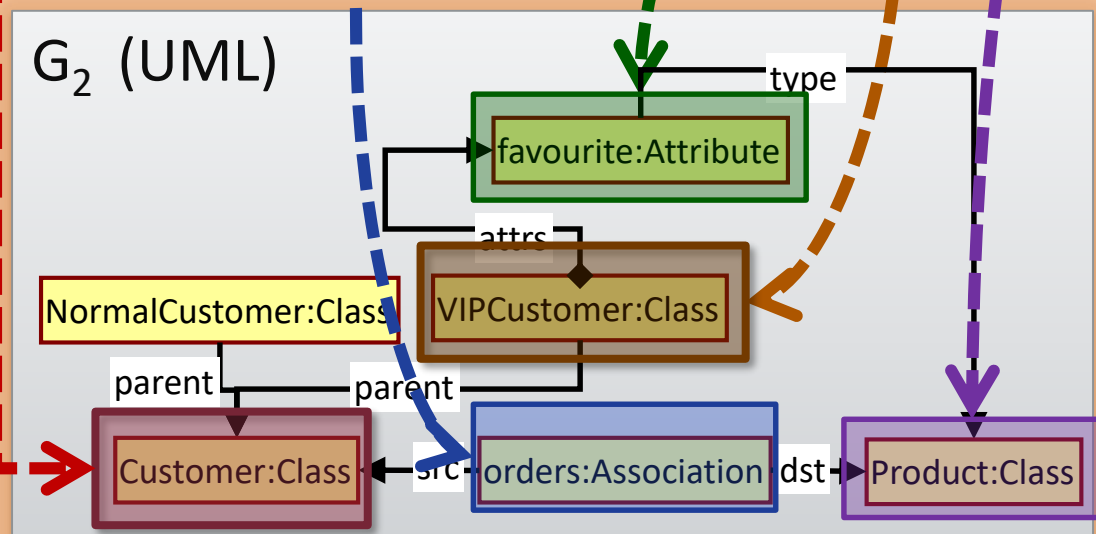 G₂ (UML)
type
favourite:Attribute
attrs
NormalCustomer:Class
VIPCustomer:Class
parent
parent
Customer:Class
src
orders:Association
dst
Product:Class